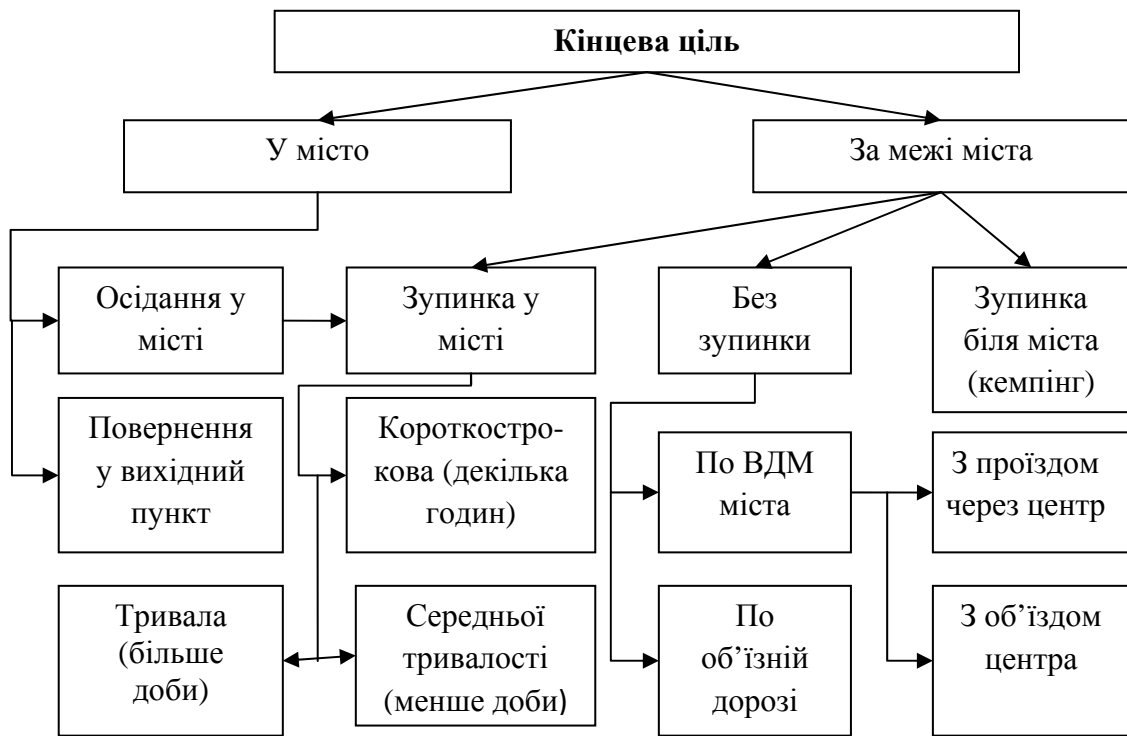 Кінцева ціль
У місто
За межі міста
Осідання у
місті
Зупинка у
місті
Без
зупинки
Зупинка
біля міста
(кемпінг)
Повернення
у вихідний
пункт
Короткостро-
кова (декілька
годин)
По ВДМ
міста
З проїздом
через центр
Тривала
(більше
доби)
Середньої
тривалості
(менше доби)
По
об’їзній
дорозі
З об’їздом
центра